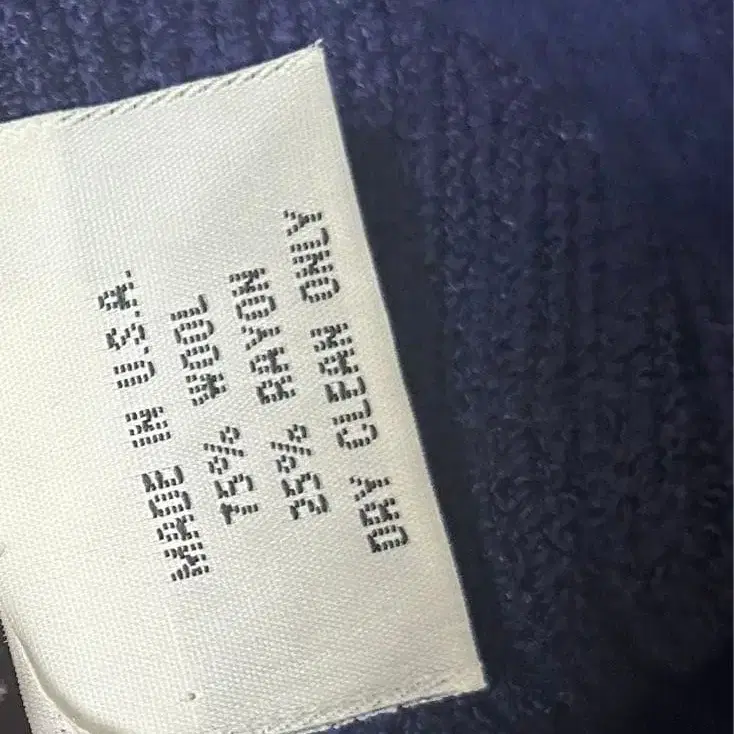 MADE IN U.S.A.
75% WOOL
25% RAYON
DRY CLEAN ONLY